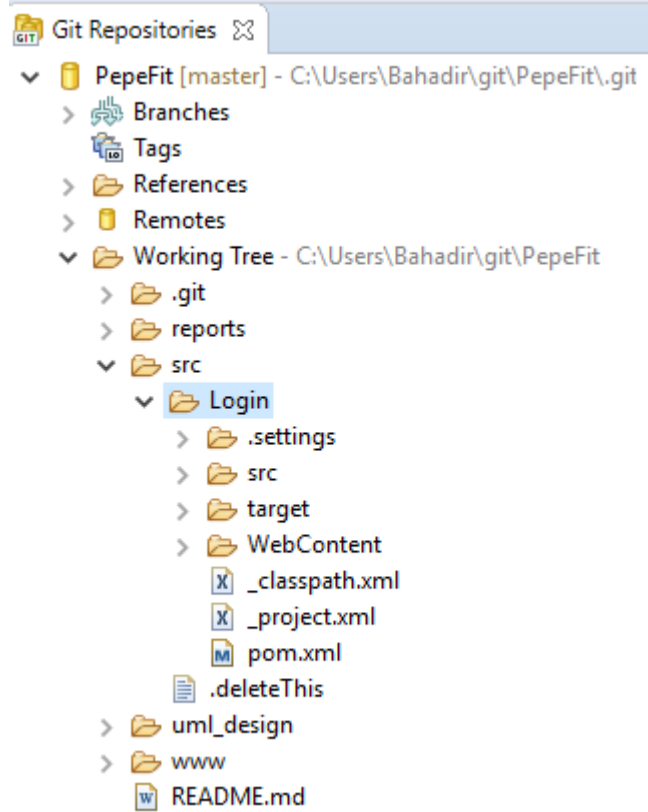 Git Repositories
PepeFit [master] - C:\Users\Bahadir\git\PepeFit\.git
Branches
Tags
References
Remotes
Working Tree - C:\Users\Bahadir\git\PepeFit
.git
reports
src
Login
.settings
src
target
WebContent
_classpath.xml
_project.xml
pom.xml
.deleteThis
uml_design
www
README.md